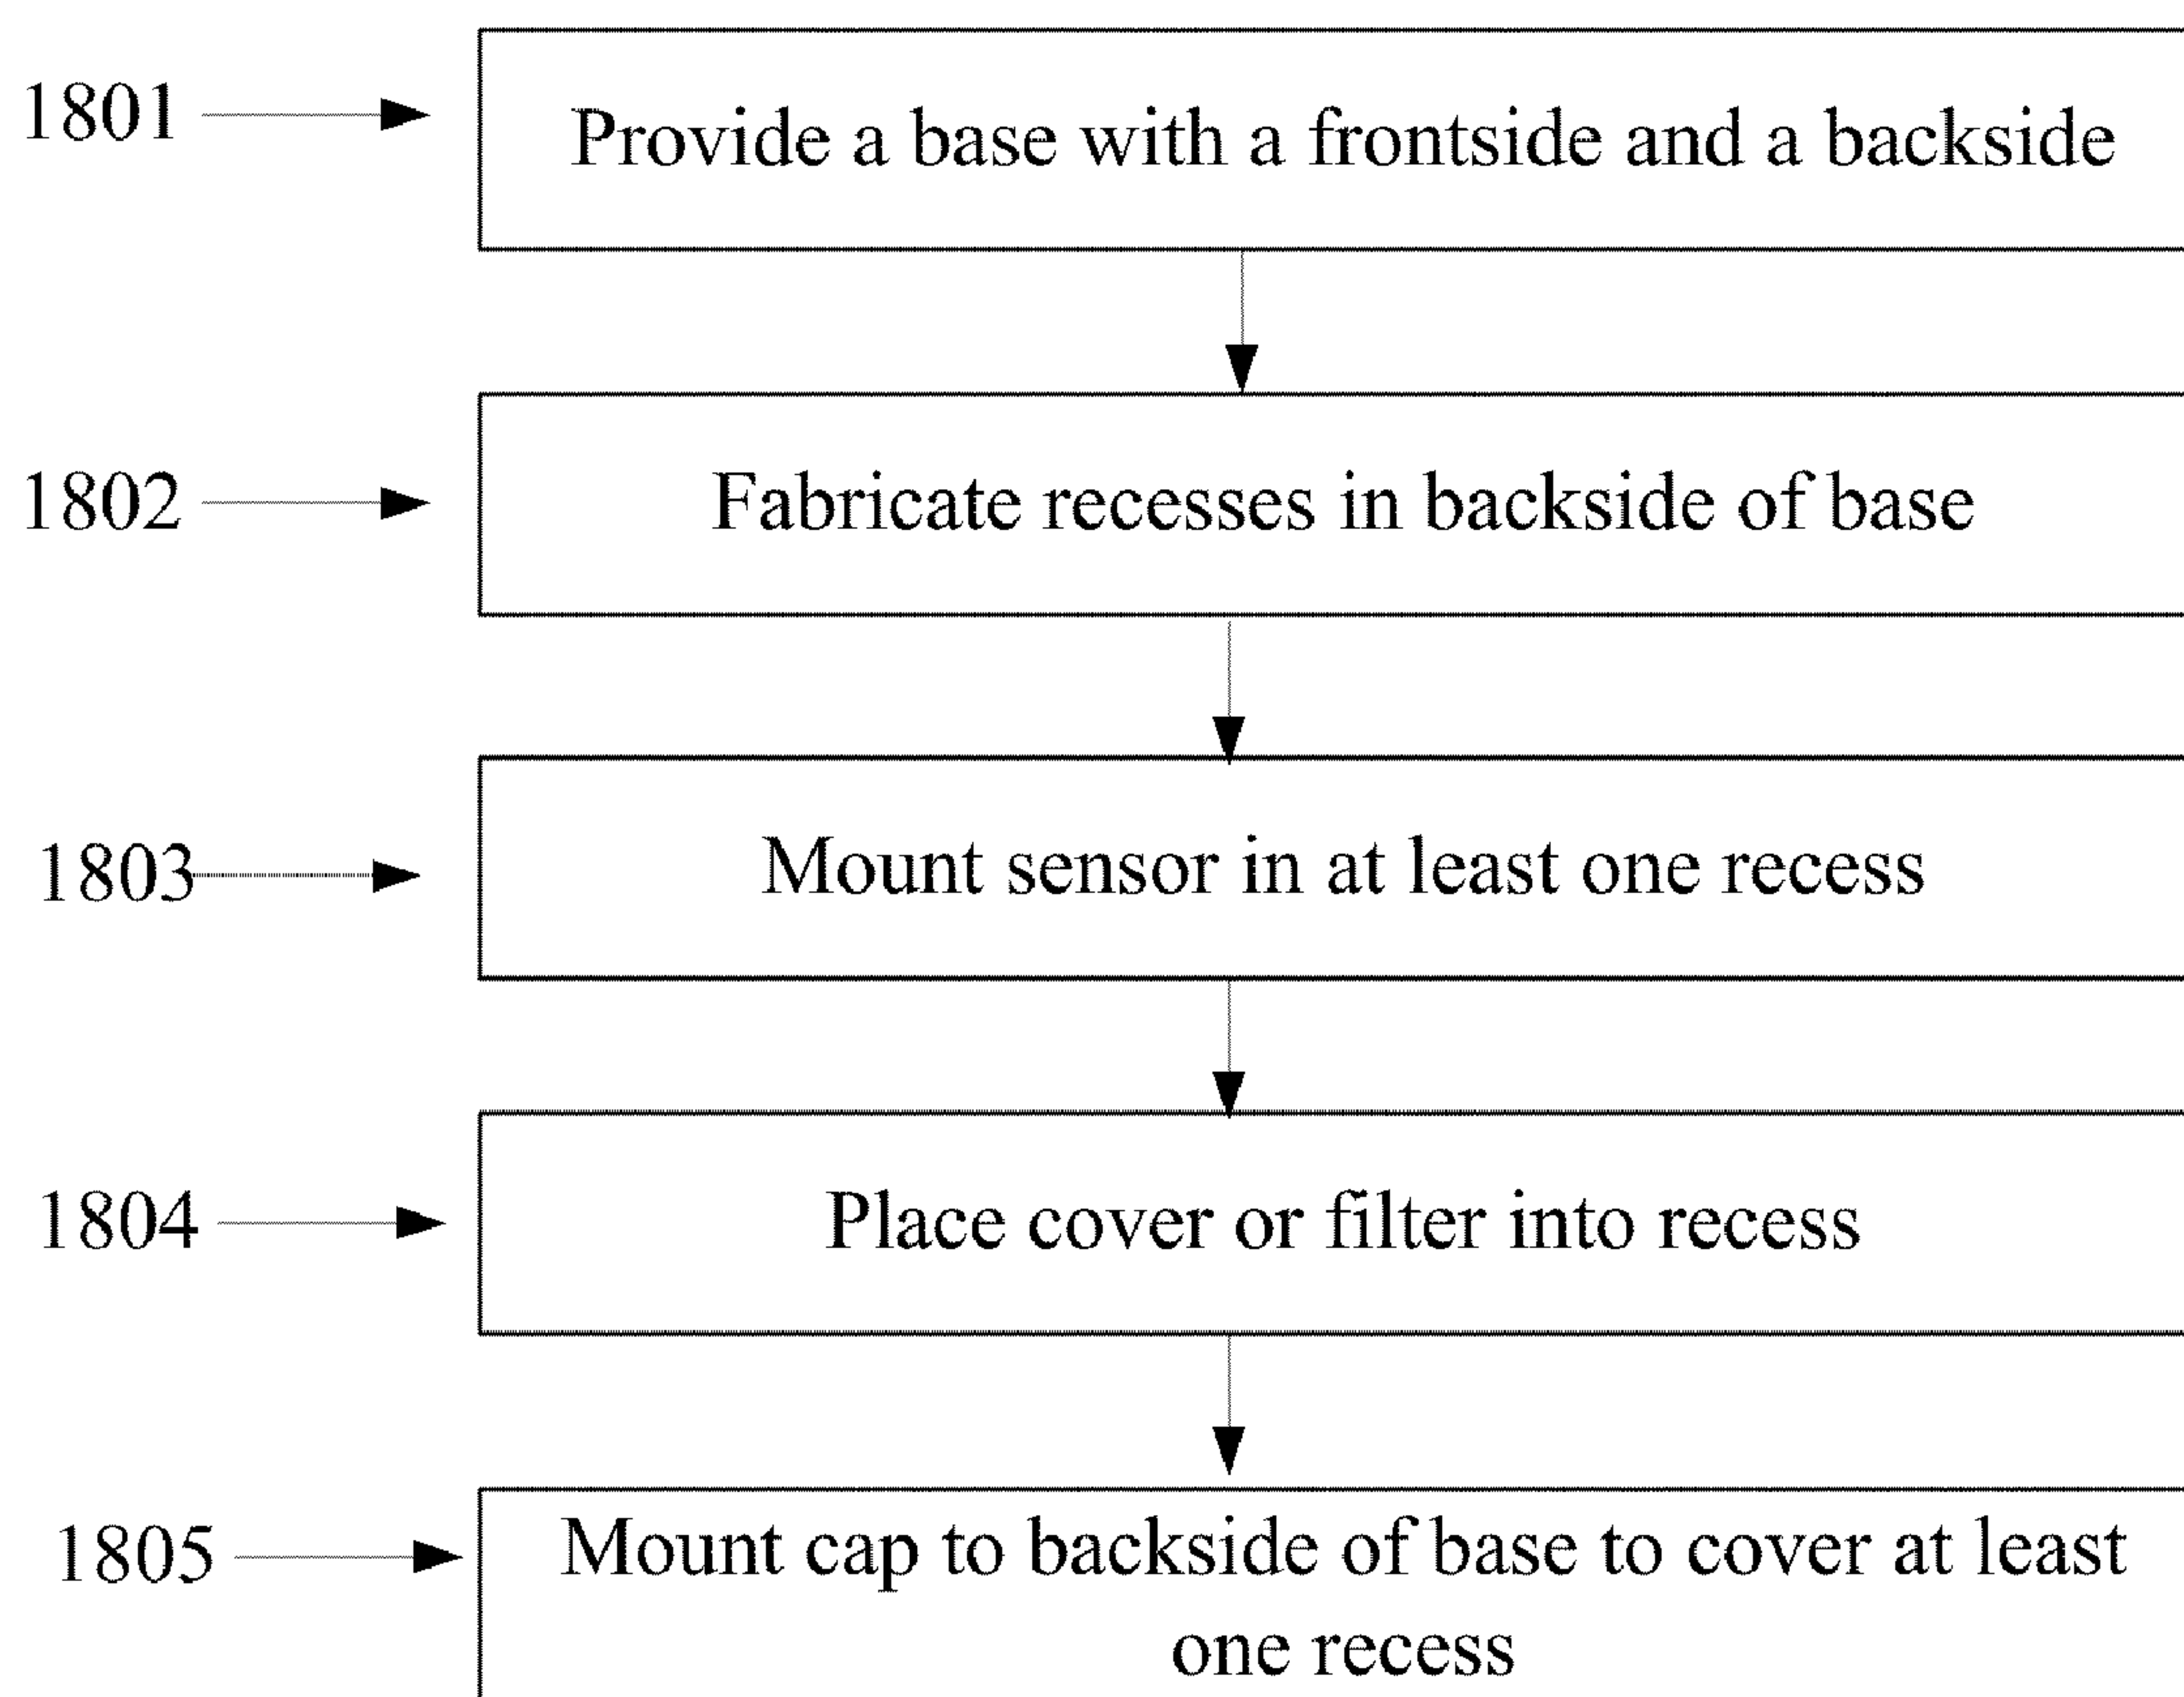 1801
Provide a base with a frontside and a backside
1802
Fabricate recesses in backside of base
1803
Mount sensor in at least one recess
1804
Place cover or filter into recess
1805
Mount cap to backside of base to cover at least
one recess